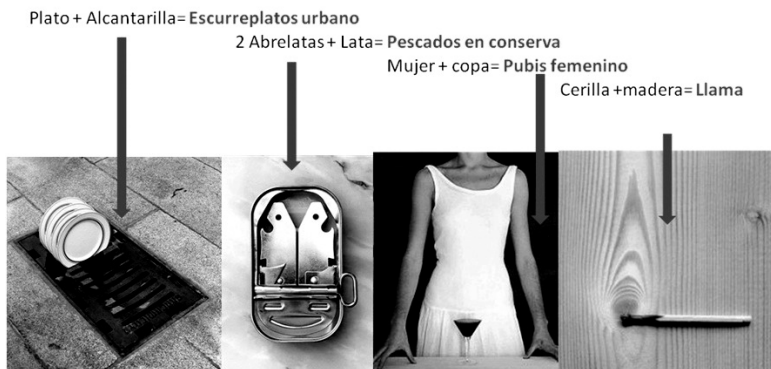 Plato + Alcantarilla= Escurreplatos urbano
2 Abrelatas + Lata= Pescados en conserva
Mujer + copa= Pubis femenino
Cerilla +madera= Llama